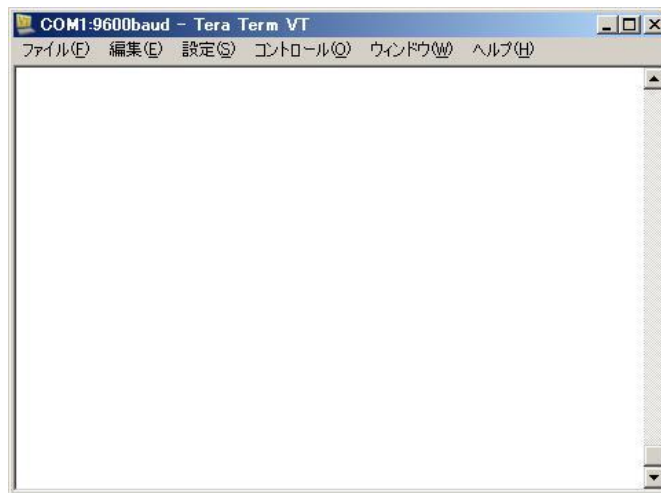 COM1:9600baud - Tera Term VT
ファイル(F) 編集(E) 設定(S) コントロール(O) ウィンドウ(W) ヘルプ(H)